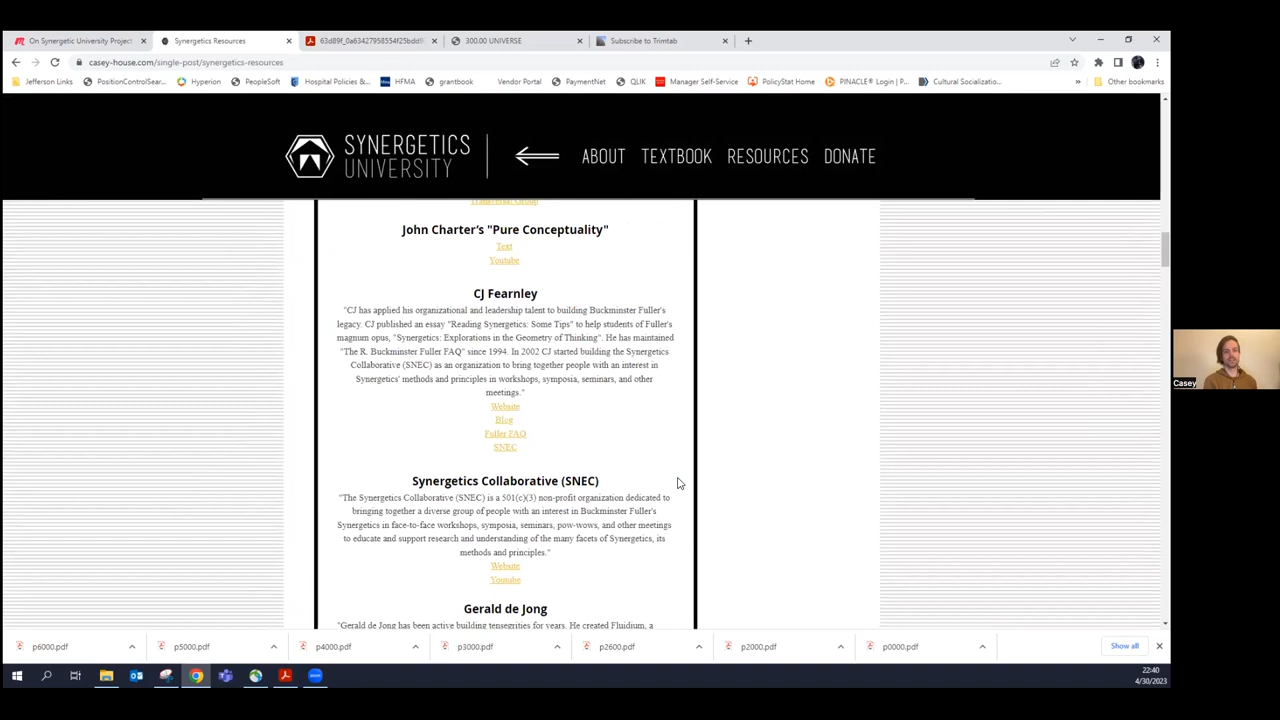 On Synergetic University Project
Synergetics Resources
63d89f_0a63427958554f25bdd9
300.00 UNIVERSE
Subscribe to Trimtab
casey-house.com/single-post/synergetics-resources
Jefferson Links
PositionControlSear...
Hyperion
PeopleSoft
Hospital Policies &...
HFMA
grantbook
Vendor Portal
PaymentNet
QLIK
Manager Self-Service
PolicyStat Home
PINACLE® Login | P...
Cultural Socializatio...
»
Other bookmarks
SYNERGETICS
UNIVERSITY
ABOUT
TEXTBOOK
RESOURCES
DONATE
Transversal Group
John Charter's "Pure Conceptuality"
Text
Youtube
CJ Fearnley
"CJ has applied his organizational and leadership talent to building Buckminster Fuller's
legacy. CJ published an essay "Reading Synergetics: Some Tips" to help students of Fuller's
magnum opus, "Synergetics: Explorations in the Geometry of Thinking". He has maintained
"The R. Buckminster Fuller FAQ" since 1994. In 2002 CJ started building the Synergetics
Collaborative (SNEC) as an organization to bring together people with an interest in
Synergetics' methods and principles in workshops, symposia, seminars, and other
meetings."
Website
Blog
Fuller FAQ
SNEC
Synergetics Collaborative (SNEC)
"The Synergetics Collaborative (SNEC) is a 501(c)(3) non-profit organization dedicated to
bringing together a diverse group of people with an interest in Buckminster Fuller's
Synergetics in face-to-face workshops, symposia, seminars, pow-wows, and other meetings
to educate and support research and understanding of the many facets of Synergetics, its
methods and principles."
Website
Youtube
Gerald de Jong
"Gerald de Jong has been active building tensegrities for years. He created Fluidium, a
Casey
p6000.pdf
p5000.pdf
p4000.pdf
p3000.pdf
p2600.pdf
p2000.pdf
p0000.pdf
Show all
22:40
4/30/2023